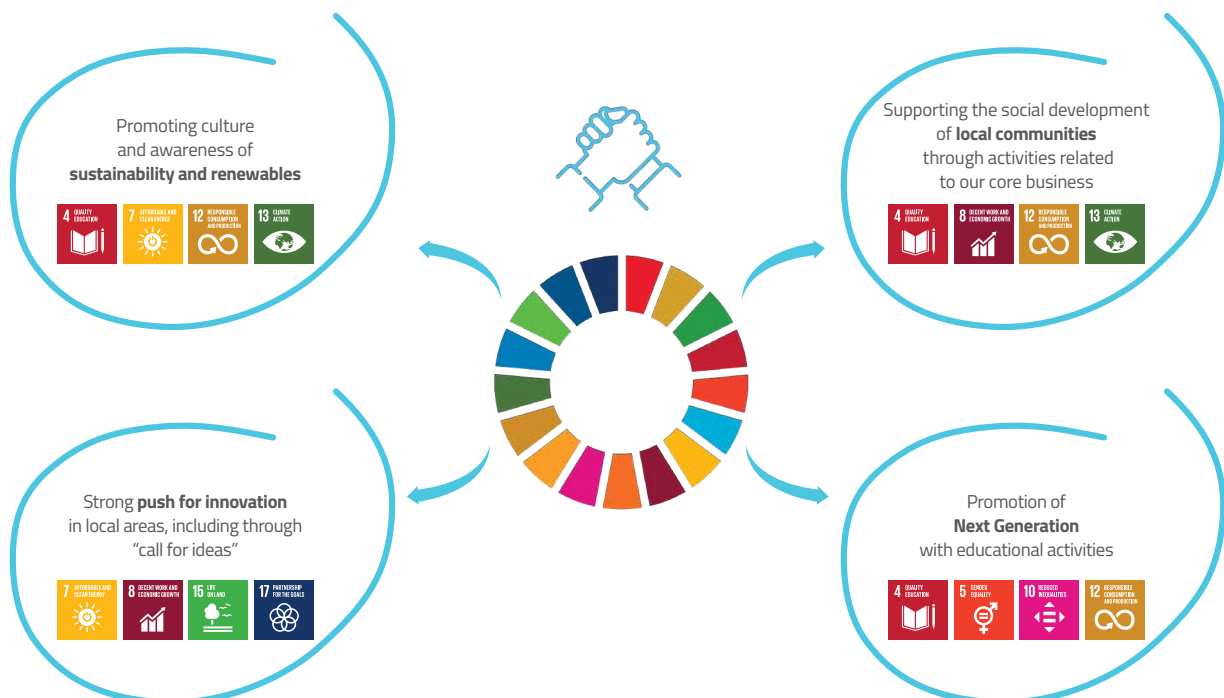 Promoting culture
and awareness of
sustainability and renewables
4 QUALITY
EDUCATION
7 AFFORDABLE AND
CLEAN ENERGY
12 RESPONSIBLE
CONSUMPTION
AND PRODUCTION
13 CLIMATE
ACTION
Supporting the social development
of local communities
through activities related
to our core business
4 QUALITY
EDUCATION
8 DECENT WORK AND
ECONOMIC GROWTH
12 RESPONSIBLE
CONSUMPTION
AND PRODUCTION
13 CLIMATE
ACTION
Strong push for innovation
in local areas, including through
“call for ideas”
7 AFFORDABLE AND
CLEAN ENERGY
8 DECENT WORK AND
ECONOMIC GROWTH
15 LIFE
ON LAND
17 PARTNERSHIP
FOR THE GOALS
Promotion of
Next Generation
with educational activities
4 QUALITY
EDUCATION
5 GENDER
EQUALITY
10 REDUCED
INEQUALITIES
12 RESPONSIBLE
CONSUMPTION
AND PRODUCTION